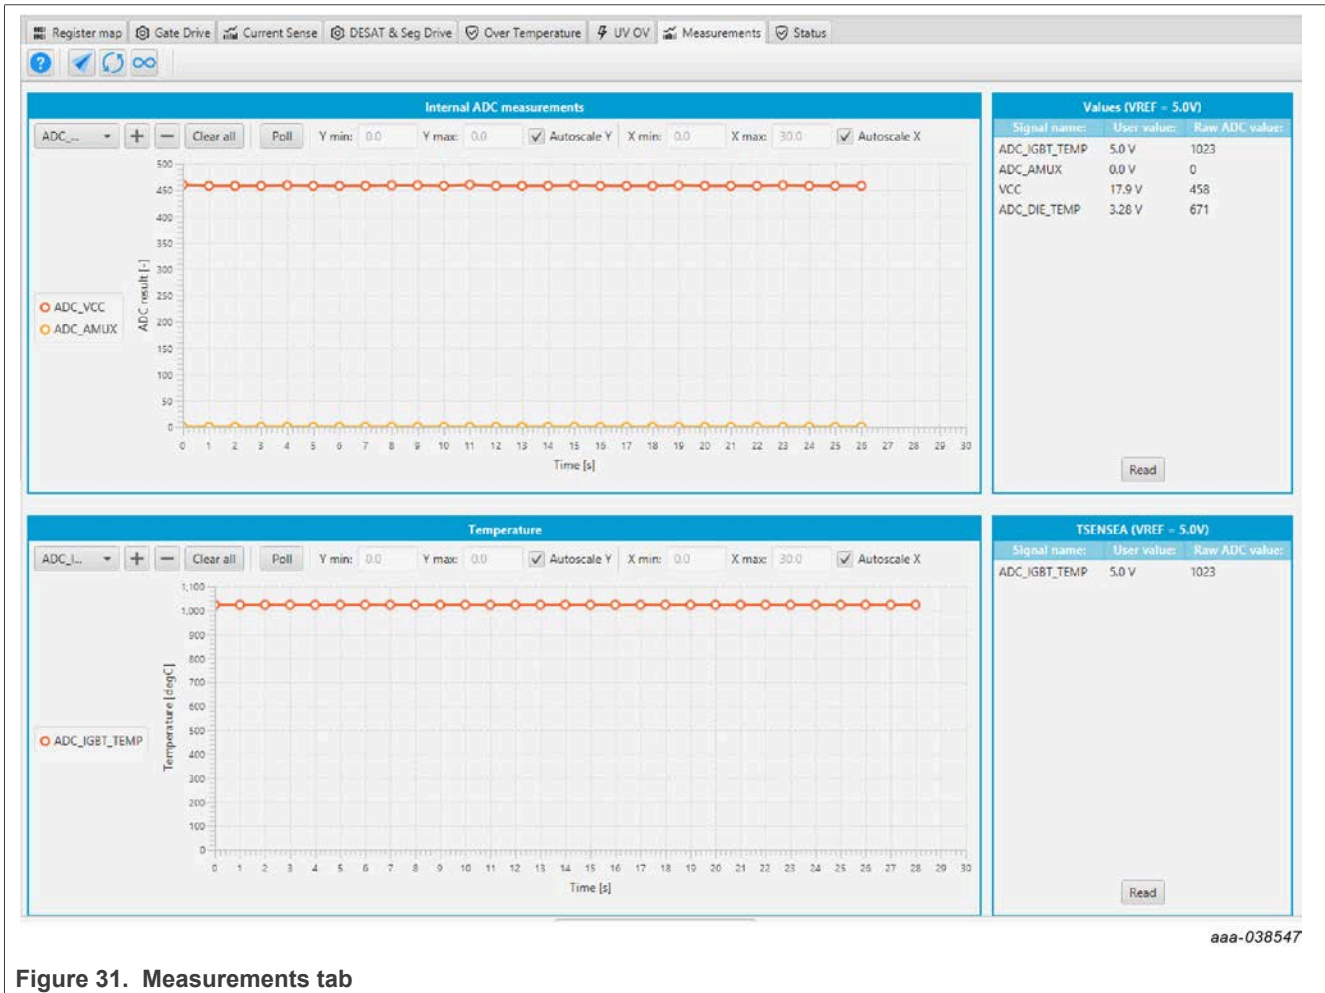 Register map Gate Drive Current Sense DESAT & Seg Drive Over Temperature UV OV Measurements Status
Internal ADC measurements
ADC_... + − Clear all Poll Y min: 0.0 Y max: 0.0 Autoscale Y X min: 0.0 X max: 30.0 Autoscale X
500
450
400
350
300
250
200
150
100
50
0
ADC result [-]
ADC_VCC
ADC_AMUX
0 1 2 3 4 5 6 7 8 9 10 11 12 13 14 15 16 17 18 19 20 21 22 23 24 25 26 27 28 29 30
Time [s]
Values (VREF = 5.0V)
Signal name: User value: Raw ADC value:
ADC_IGBT_TEMP 5.0 V 1023
ADC_AMUX 0.0 V 0
VCC 17.9 V 458
ADC_DIE_TEMP 3.28 V 671
Read
Temperature
ADC_I... + − Clear all Poll Y min: 0.0 Y max: 0.0 Autoscale Y X min: 0.0 X max: 30.0 Autoscale X
1,100
1,000
900
800
700
600
500
400
300
200
100
0
Temperature [degC]
ADC_IGBT_TEMP
0 1 2 3 4 5 6 7 8 9 10 11 12 13 14 15 16 17 18 19 20 21 22 23 24 25 26 27 28 29 30
Time [s]
TSENSEA (VREF = 5.0V)
Signal name: User value: Raw ADC value:
ADC_IGBT_TEMP 5.0 V 1023
Read
aaa-038547
Figure 31. Measurements tab